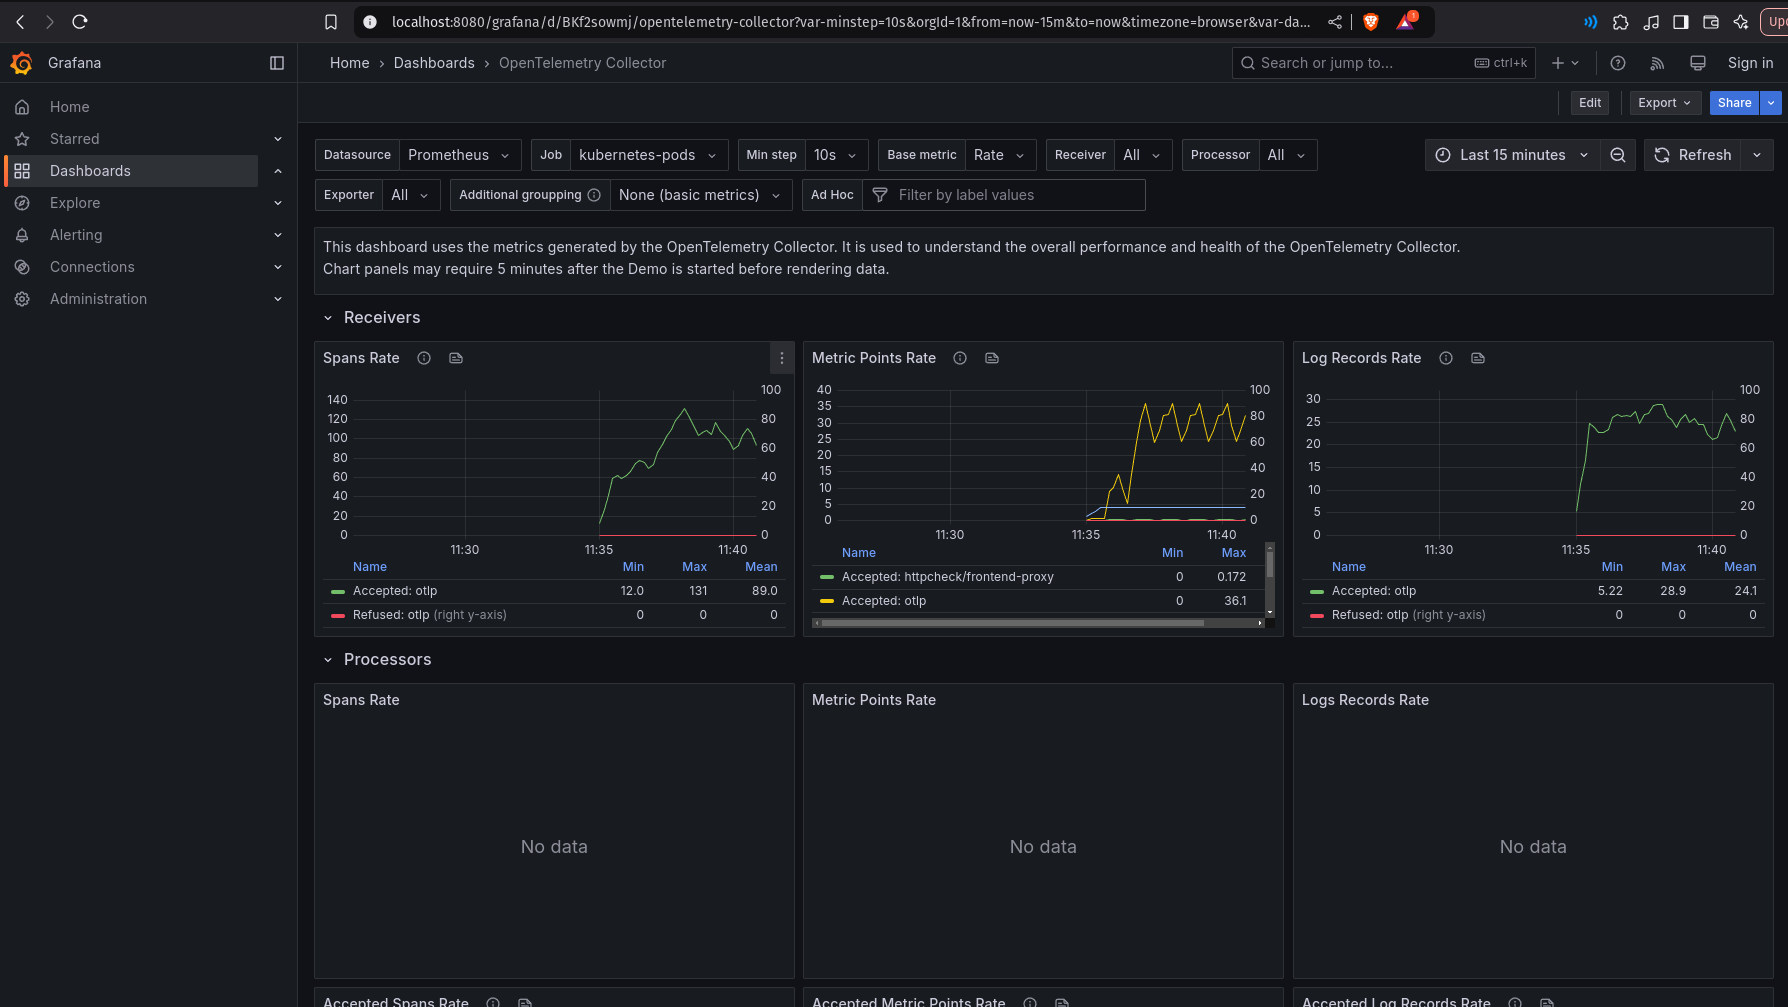 localhost:8080/grafana/d/BKf2sowmj/opentelemetry-collector?var-minstep=10s&orgId=1&from=now-15m&to=now&timezone=browser&var-da...
1
Upd
Grafana
Home › Dashboards › OpenTelemetry Collector
Search or jump to...
ctrl+k
Sign in
Home
Starred
Dashboards
Explore
Alerting
Connections
Administration
Edit
Export
Share
Datasource Prometheus
Job kubernetes-pods
Min step 10s
Base metric Rate
Receiver All
Processor All
Last 15 minutes
Refresh
Exporter All
Additional groupping None (basic metrics)
Ad Hoc Filter by label values
This dashboard uses the metrics generated by the OpenTelemetry Collector. It is used to understand the overall performance and health of the OpenTelemetry Collector.
Chart panels may require 5 minutes after the Demo is started before rendering data.
Receivers
Spans Rate
140
120
100
80
60
40
20
0
100
80
60
40
20
0
11:30 11:35 11:40
Name Min Max Mean
Accepted: otlp 12.0 131 89.0
Refused: otlp (right y-axis) 0 0 0
Metric Points Rate
40
35
30
25
20
15
10
5
0
100
80
60
40
20
0
11:30 11:35 11:40
Name Min Max
Accepted: httpcheck/frontend-proxy 0 0.172
Accepted: otlp 0 36.1
Log Records Rate
30
25
20
15
10
5
0
100
80
60
40
20
0
11:30 11:35 11:40
Name Min Max Mean
Accepted: otlp 5.22 28.9 24.1
Refused: otlp (right y-axis) 0 0 0
Processors
Spans Rate
No data
Metric Points Rate
No data
Logs Records Rate
No data
Accepted Spans Rate
Accepted Metric Points Rate
Accepted Log Records Rate